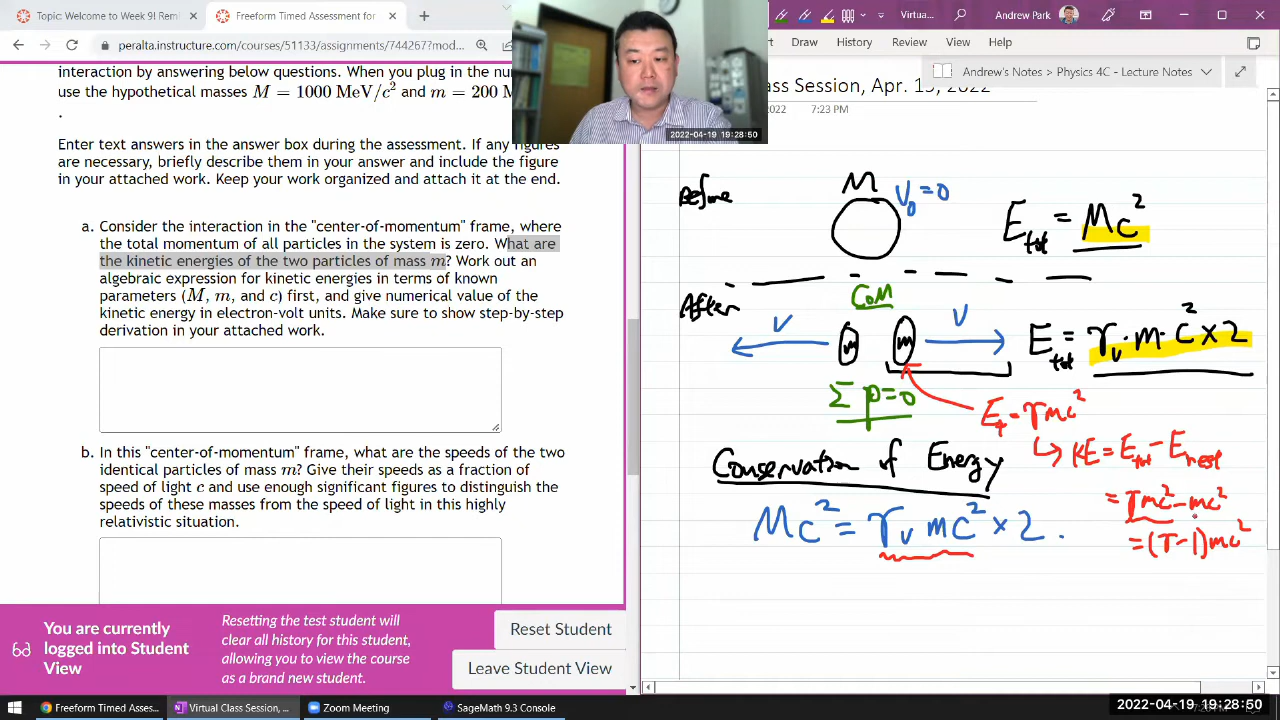 Topic: Welcome to Week 9! Rem
Freeform Timed Assessment for
peralta.instructure.com/courses/51133/assignments/744267?mod...
interaction by answering below questions. When you plug in the nu
use the hypothetical masses M = 1000 MeV/c² and m = 200 M
.
Enter text answers in the answer box during the assessment. If any figures
are necessary, briefly describe them in your answer and include the figure
in your attached work. Keep your work organized and attach it at the end.
a. Consider the interaction in the "center-of-momentum" frame, where
the total momentum of all particles in the system is zero. What are
the kinetic energies of the two particles of mass m? Work out an
algebraic expression for kinetic energies in terms of known
parameters (M, m, and c) first, and give numerical value of the
kinetic energy in electron-volt units. Make sure to show step-by-step
derivation in your attached work.
b. In this "center-of-momentum" frame, what are the speeds of the two
identical particles of mass m? Give their speeds as a fraction of
speed of light c and use enough significant figures to distinguish the
speeds of these masses from the speed of light in this highly
relativistic situation.
You are currently
logged into Student
View
Resetting the test student will
clear all history for this student,
allowing you to view the course
as a brand new student.
Reset Student
Leave Student View
2022-04-19 19:28:50
Virtual Class Session,...
Andrew Park
Draw
History
Review
View
Help
Andrew's Notes > Physics 4C - Lecture Notes
ass Session, Apr. 19, 2022
2022
7:23 PM
Before
M
V₀ = 0
E_tot = Mc²
After
CoM
V
V
m
m
E_tot = γ_v · m · c² × 2
Σ p = 0
E_T = γmc²
↳ KE = E_tot − E_rest
Conservation of Energy
= γmc² − mc²
Mc² = γ_v mc² × 2 .
= (γ−1)mc²
Freeform Timed Asses...
Virtual Class Session, ...
Zoom Meeting
SageMath 9.3 Console
2022-04-19 19:28:50